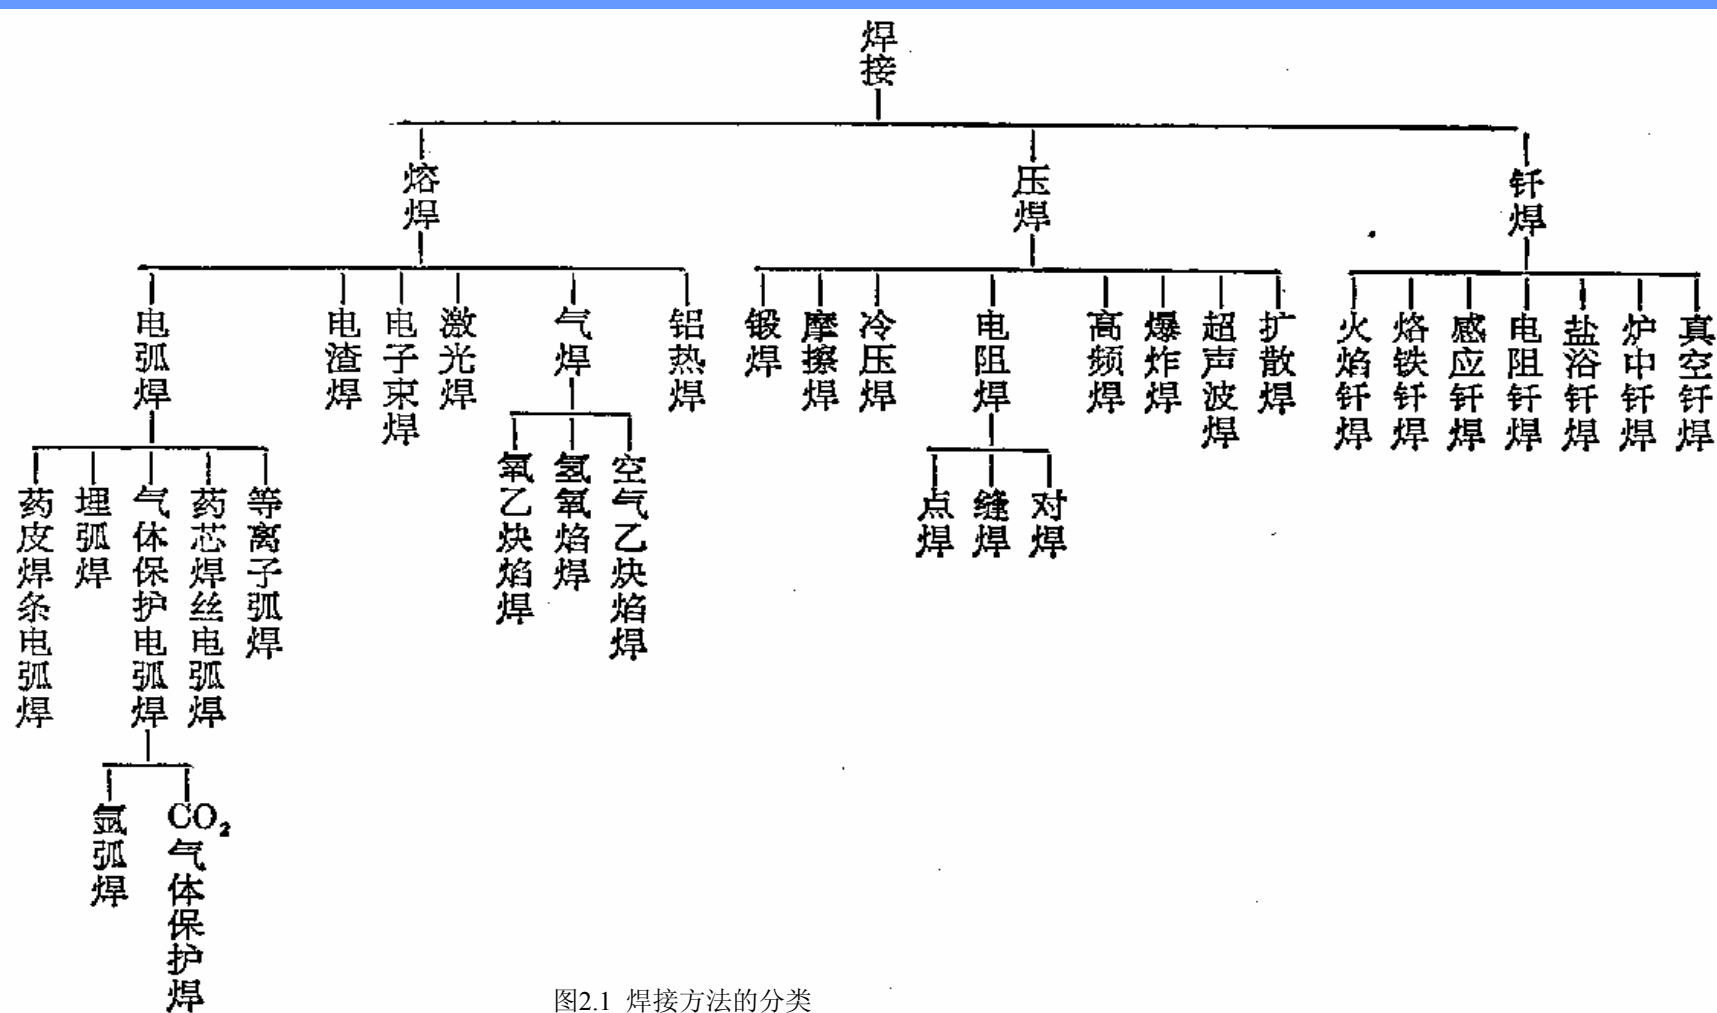 焊接
熔焊
压焊
钎焊
电弧焊
电渣焊
电子束焊
激光焊
气焊
铝热焊
锻焊
摩擦焊
冷压焊
电阻焊
高频焊
爆炸焊
超声波焊
扩散焊
火焰钎焊
烙铁钎焊
感应钎焊
电阻钎焊
盐浴钎焊
炉中钎焊
真空钎焊
药皮焊条电弧焊
埋弧焊
气体保护电弧焊
药芯焊丝电弧焊
等离子弧焊
氧乙炔焰焊
氢氧焰焊
空气乙炔焰焊
点焊
缝焊
对焊
氩弧焊
CO₂气体保护焊
图2.1 焊接方法的分类